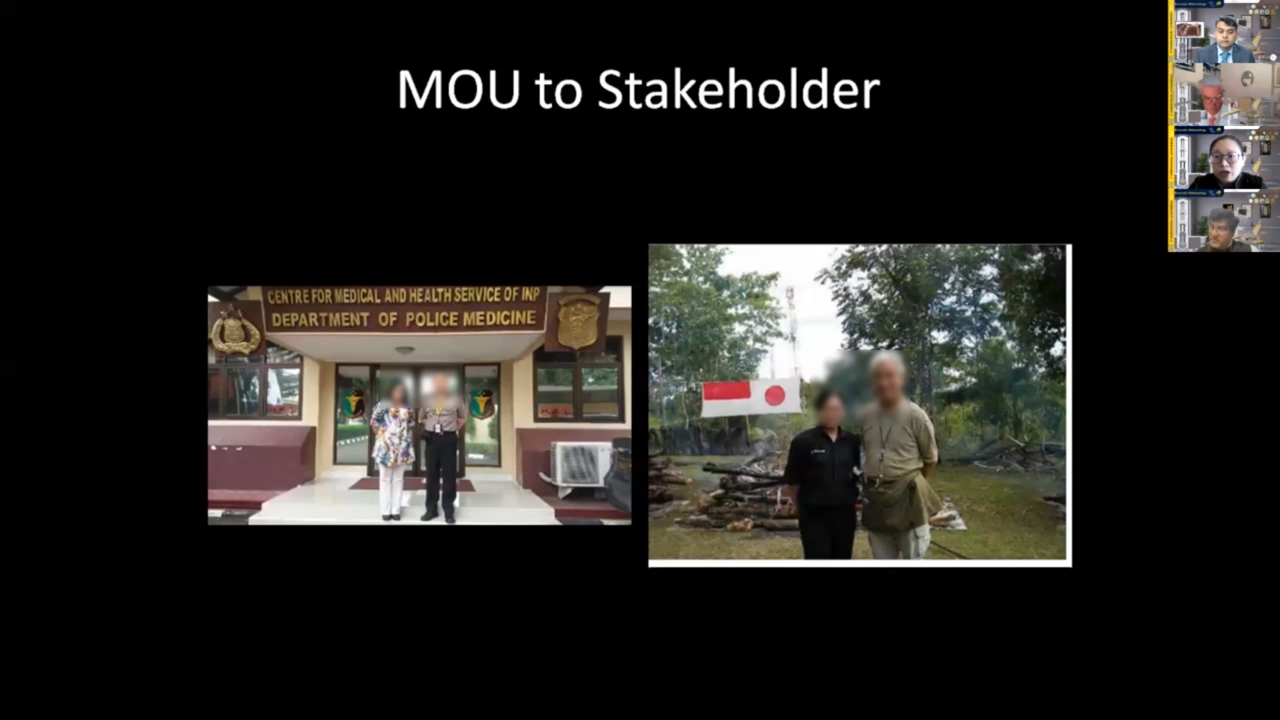 MOU to Stakeholder
CENTRE FOR MEDICAL AND HEALTH SERVICE OF INP
DEPARTMENT OF POLICE MEDICINE